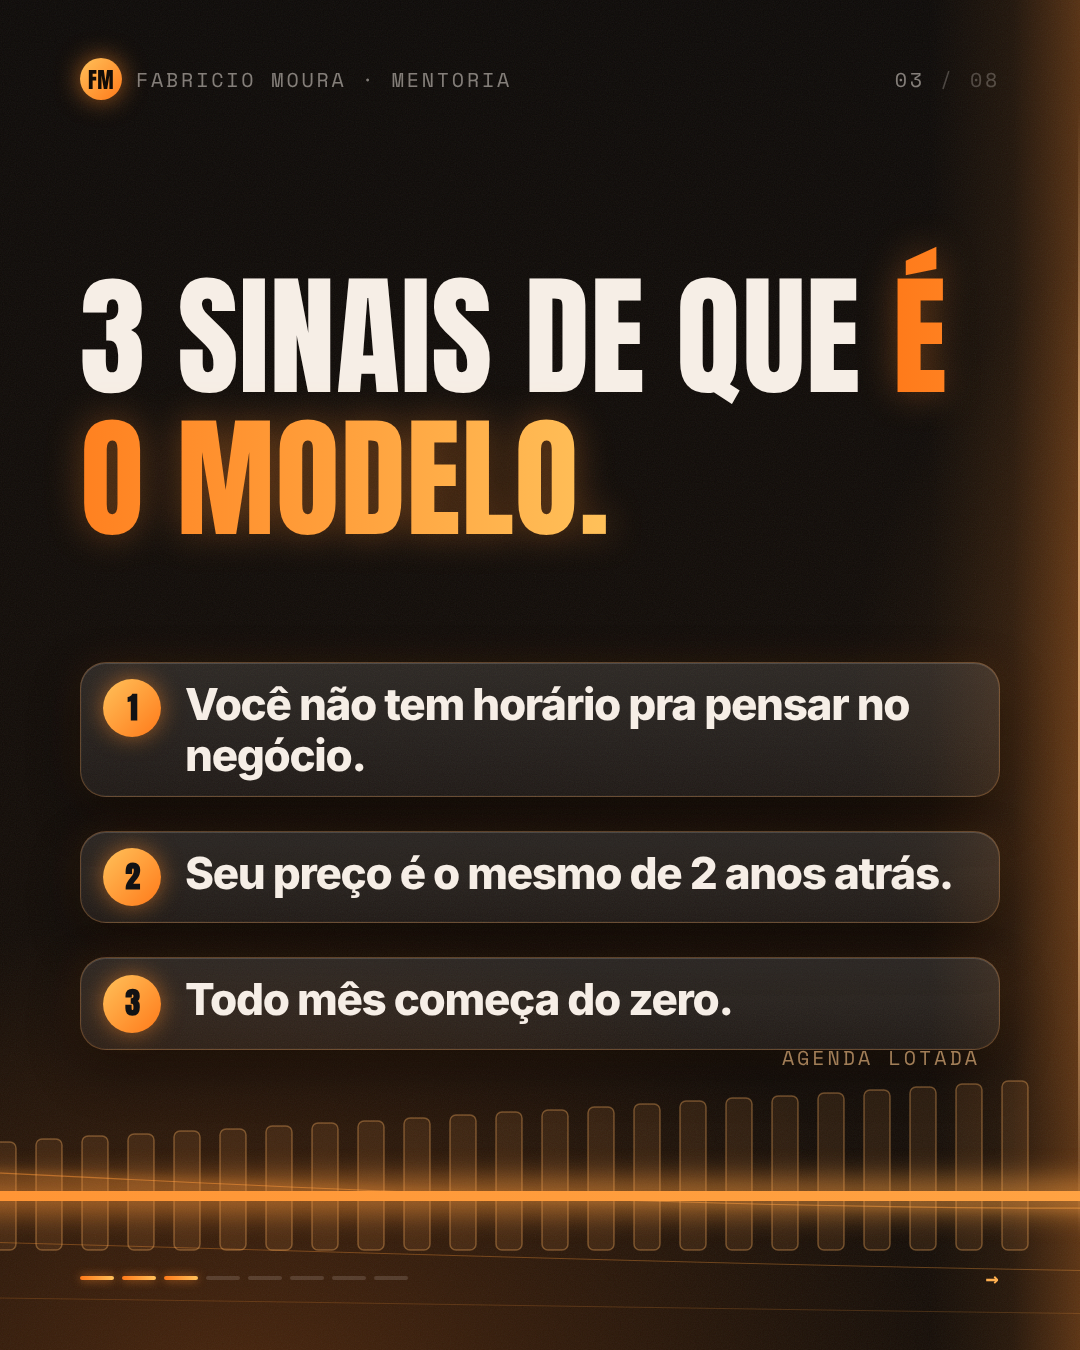 FM FABRICIO MOURA · MENTORIA
03 / 08
3 SINAIS DE QUE É
O MODELO.
1 Você não tem horário pra pensar no
negócio.
2 Seu preço é o mesmo de 2 anos atrás.
3 Todo mês começa do zero.
AGENDA LOTADA
→